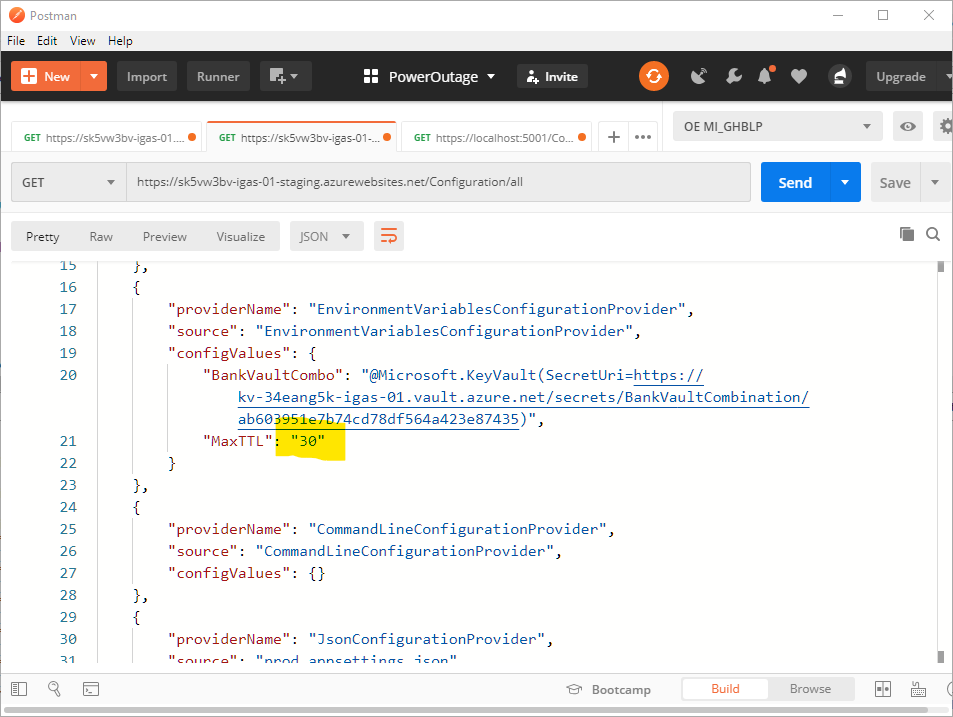 Postman
File Edit View Help
New Import Runner PowerOutage Invite Upgrade
GET https://sk5vw3bv-igas-01.... GET https://sk5vw3bv-igas-01-... GET https://localhost:5001/Co... OE MI_GHBLP
GET https://sk5vw3bv-igas-01-staging.azurewebsites.net/Configuration/all Send Save
Pretty Raw Preview Visualize JSON
15 },
16 {
17 "providerName": "EnvironmentVariablesConfigurationProvider",
18 "source": "EnvironmentVariablesConfigurationProvider",
19 "configValues": {
20 "BankVaultCombo": "@Microsoft.KeyVault(SecretUri=https://
kv-34eang5k-igas-01.vault.azure.net/secrets/BankVaultCombination/
ab603951e7b74cd78df564a423e87435)",
21 "MaxTTL": "30"
22 }
23 },
24 {
25 "providerName": "CommandLineConfigurationProvider",
26 "source": "CommandLineConfigurationProvider",
27 "configValues": {}
28 },
29 {
30 "providerName": "JsonConfigurationProvider",
31 "source": "prod.appsettings.json"
Bootcamp Build Browse